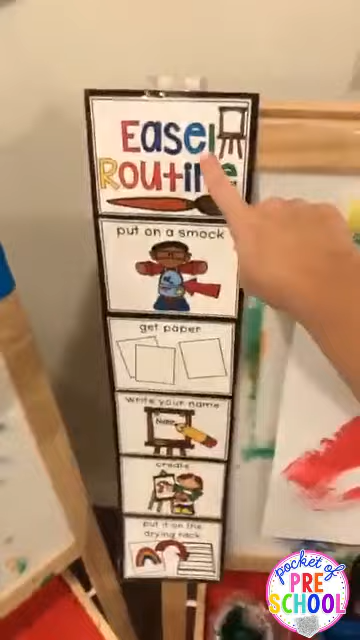 Easel
Routine
put on a smock
get paper
write your name
Name
create
put it on the
drying rack
pocket of
PRE
SCHOOL